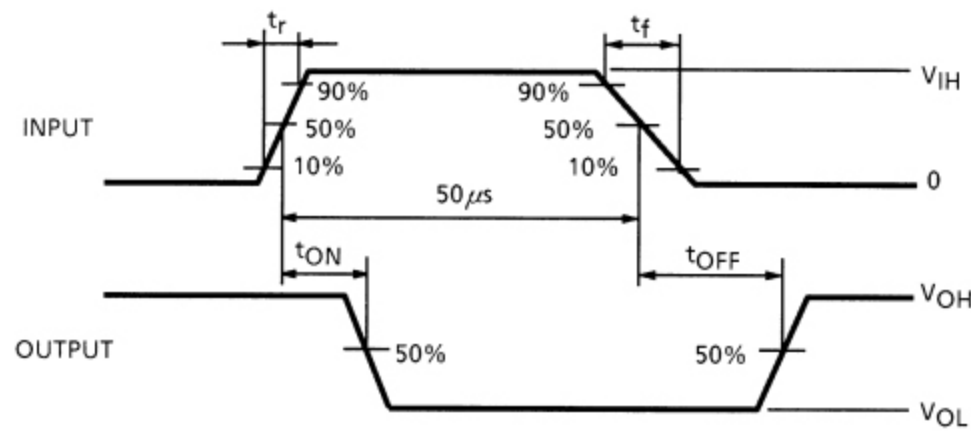 tr
tf
VIH
90%
90%
INPUT
50%
50%
10%
10%
0
50μs
tON
tOFF
VOH
OUTPUT
50%
50%
VOL